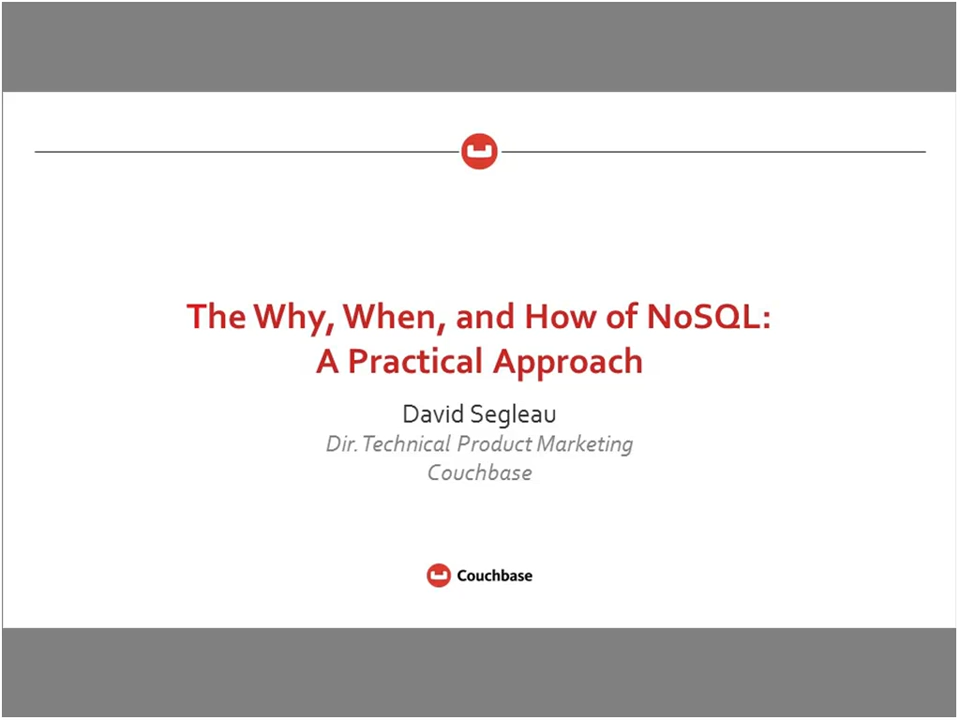 The Why, When, and How of NoSQL:
A Practical Approach
David Segleau
Dir. Technical Product Marketing
Couchbase
Couchbase